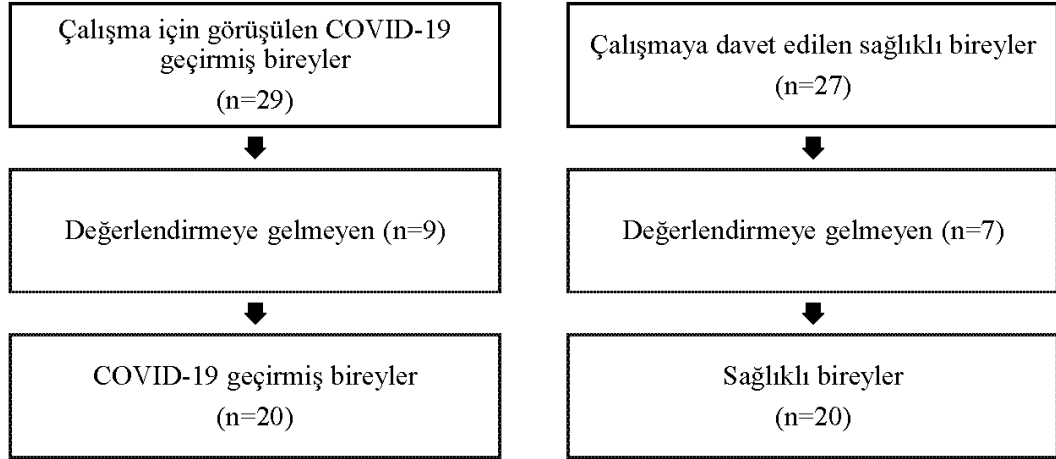 Çalışma için görüşülen COVID-19
geçirmiş bireyler
(n=29)
Değerlendirmeye gelmeyen (n=9)
COVID-19 geçirmiş bireyler
(n=20)
Çalışmaya davet edilen sağlıklı bireyler
(n=27)
Değerlendirmeye gelmeyen (n=7)
Sağlıklı bireyler
(n=20)